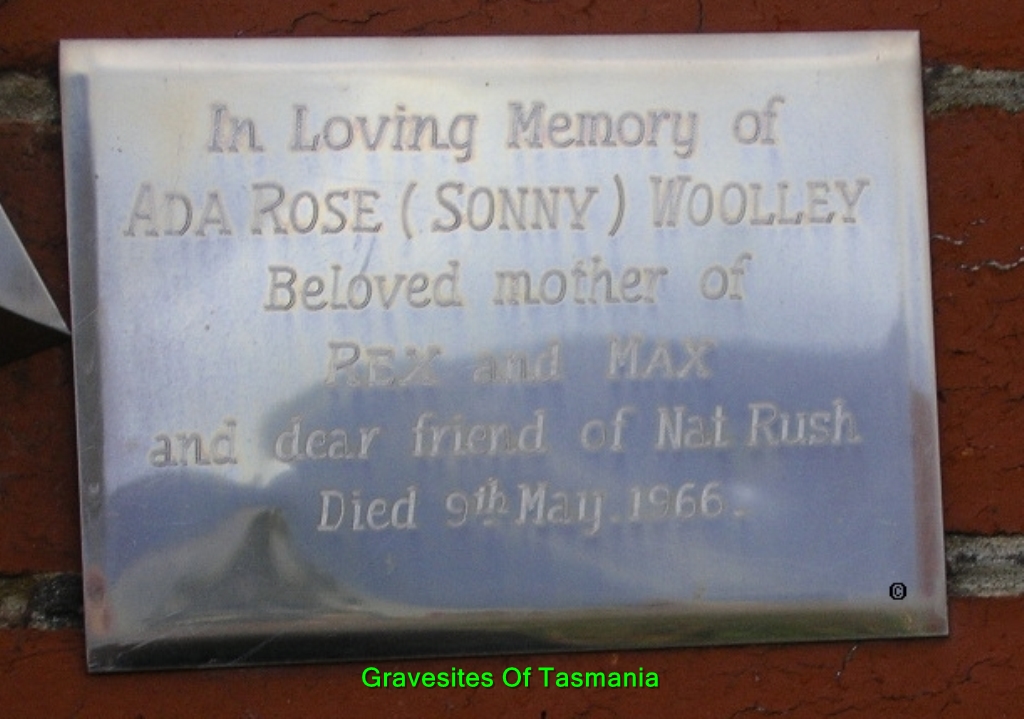 In Loving Memory of
ADA ROSE (SONNY) WOOLLEY
Beloved mother of
REX and MAX
and dear friend of Nat Rush
Died 9th May. 1966.
©
Gravesites Of Tasmania